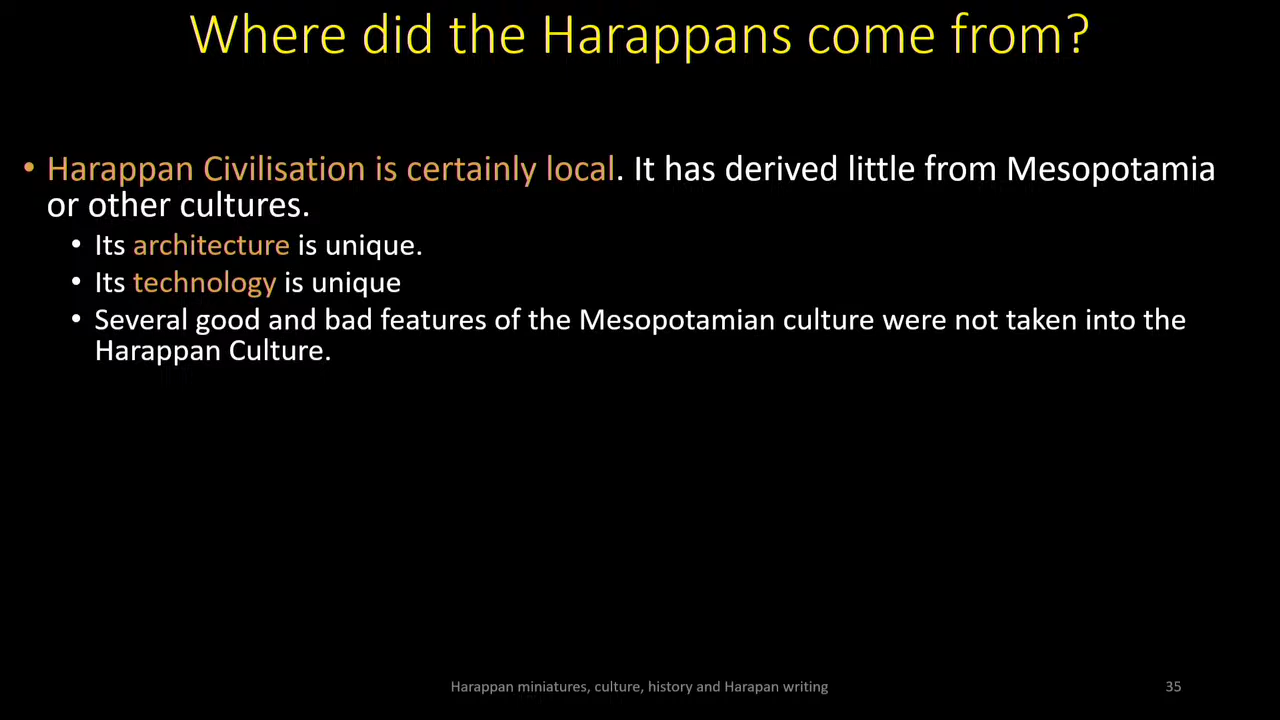 Where did the Harappans come from?
• Harappan Civilisation is certainly local. It has derived little from Mesopotamia
or other cultures.
• Its architecture is unique.
• Its technology is unique
• Several good and bad features of the Mesopotamian culture were not taken into the
Harappan Culture.
Harappan miniatures, culture, history and Harapan writing
35